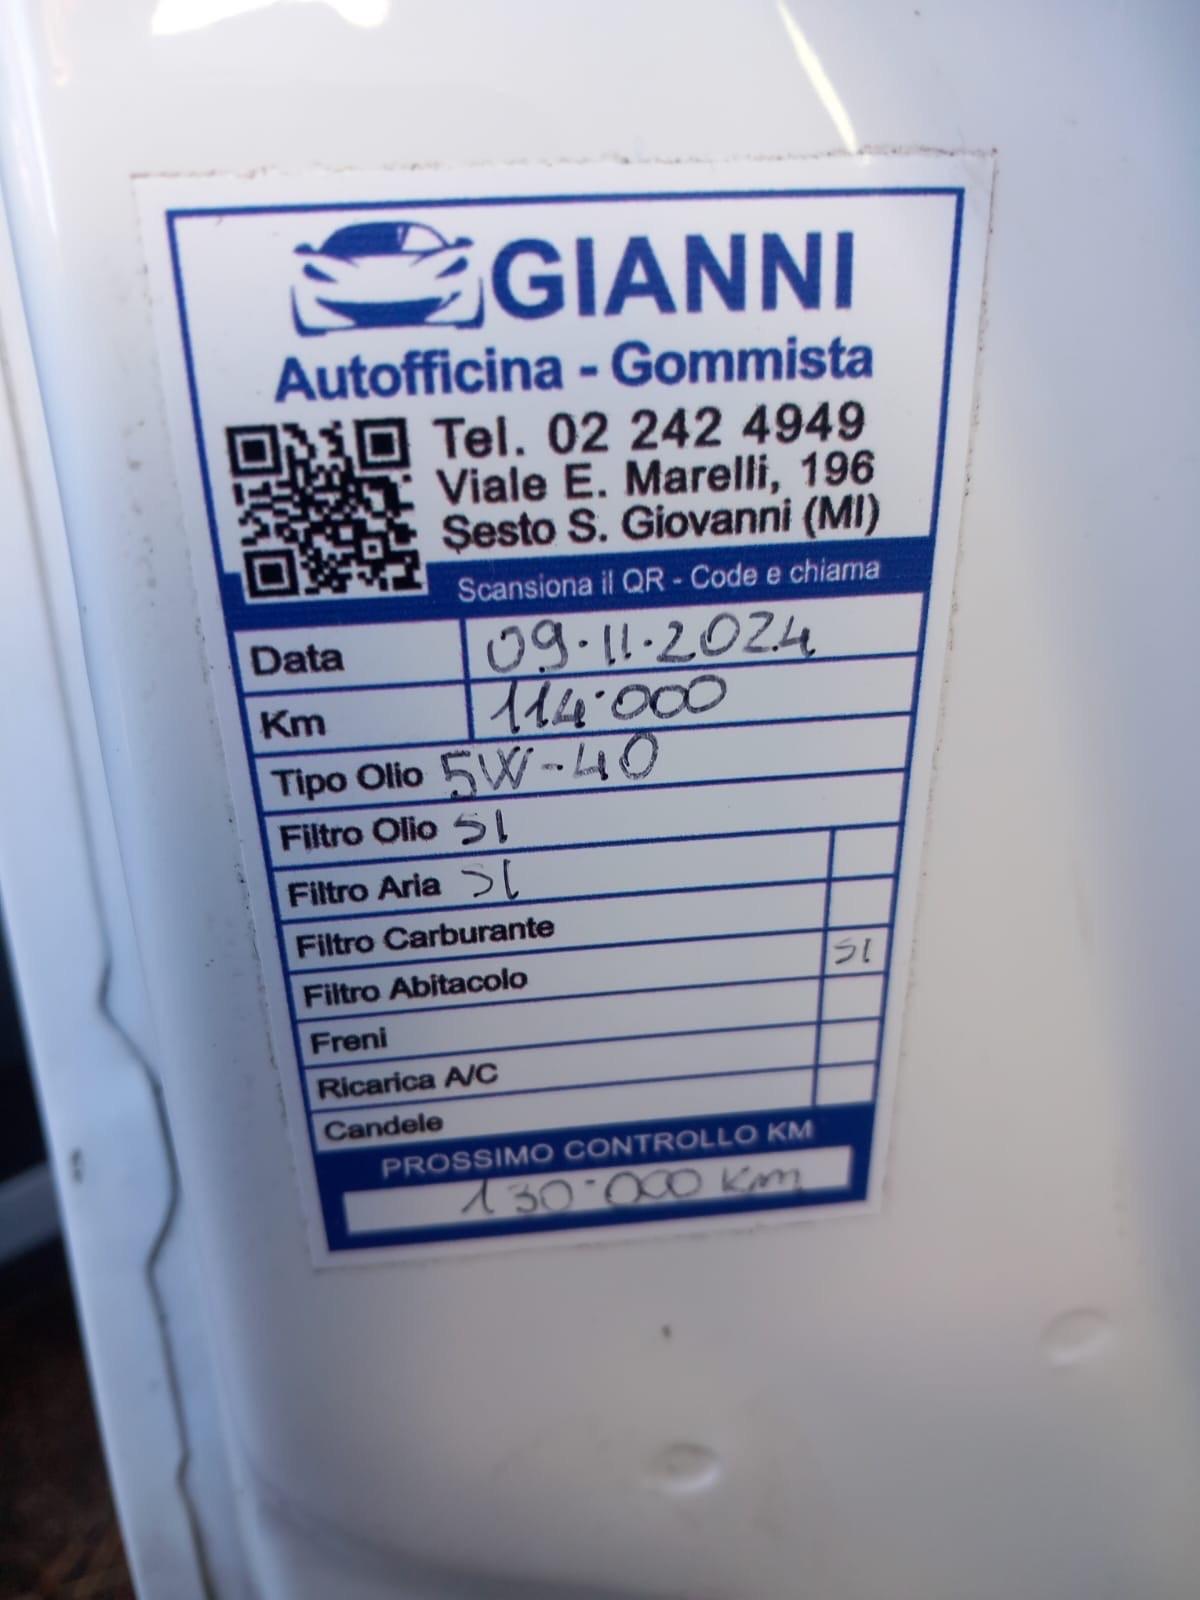 GIANNI
Autofficina - Gommista
Tel. 02 242 4949
Viale E. Marelli, 196
Sesto S. Giovanni (MI)
Scansiona il QR - Code e chiama
Data 09.11.2024
Km 114.000
Tipo Olio 5W-40
Filtro Olio SI
Filtro Aria SI
Filtro Carburante
Filtro Abitacolo SI
Freni
Ricarica A/C
Candele
PROSSIMO CONTROLLO KM
130.000 Km